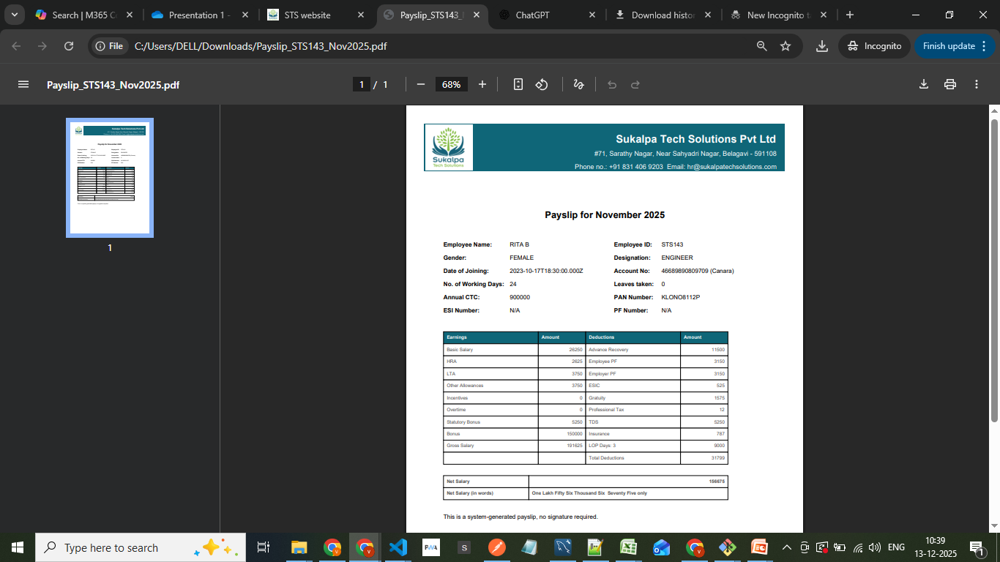 Search | M365 C
Presentation 1 -
STS website
Payslip_STS143_
ChatGPT
Download histor
New Incognito t
File
C:/Users/DELL/Downloads/Payslip_STS143_Nov2025.pdf
Incognito
Finish update
Payslip_STS143_Nov2025.pdf
1 / 1
68%
1
Sukalpa
Tech Solutions
Sukalpa Tech Solutions Pvt Ltd
#71, Sarathy Nagar, Near Sahyadri Nagar, Belagavi - 591108
Phone no.: +91 831 406 9203 Email: hr@sukalpatechsolutions.com
Payslip for November 2025
Employee Name: RITA B Employee ID: STS143
Gender: FEMALE Designation: ENGINEER
Date of Joining: 2023-10-17T18:30:00.000Z Account No: 46689890809709 (Canara)
No. of Working Days: 24 Leaves taken: 0
Annual CTC: 900000 PAN Number: KLONO8112P
ESI Number: N/A PF Number: N/A
Earnings Amount Deductions Amount
Basic Salary 26250 Advance Recovery 11500
HRA 2625 Employee PF 3150
LTA 3750 Employer PF 3150
Other Allowances 3750 ESIC 525
Incentives 0 Gratuity 1575
Overtime 0 Professional Tax 12
Statutory Bonus 5250 TDS 5250
Bonus 150000 Insurance 787
Gross Salary 191625 LOP Days: 3 9000
Total Deductions 31799
Net Salary 156675
Net Salary (in words) One Lakh Fifty Six Thousand Six Seventy Five only
This is a system-generated payslip, no signature required.
Type here to search
PWA
S
ENG
10:39
13-12-2025
1